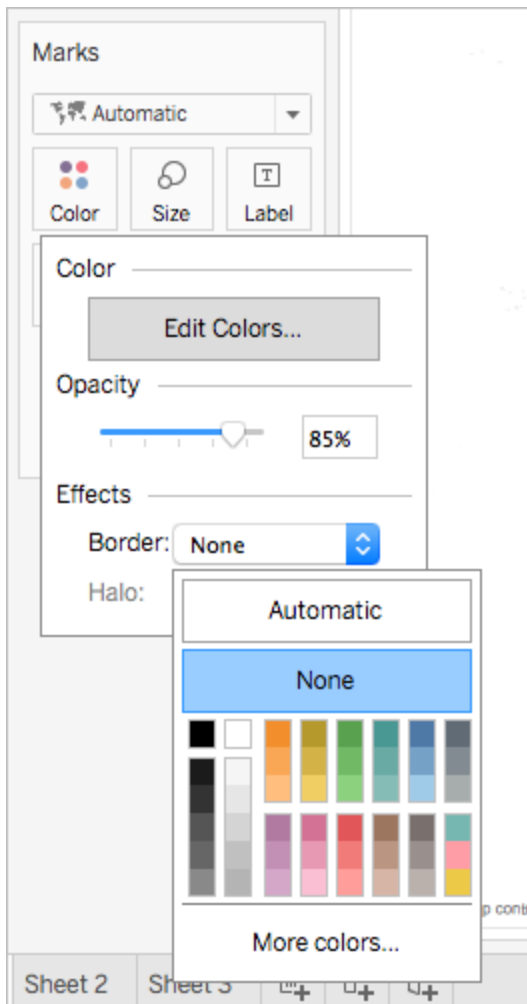 Marks
Automatic
Color Size Label
Color
Edit Colors...
Opacity
85%
Effects
Border: None
Halo:
Automatic
None
More colors...
Sheet 2 Sheet 3